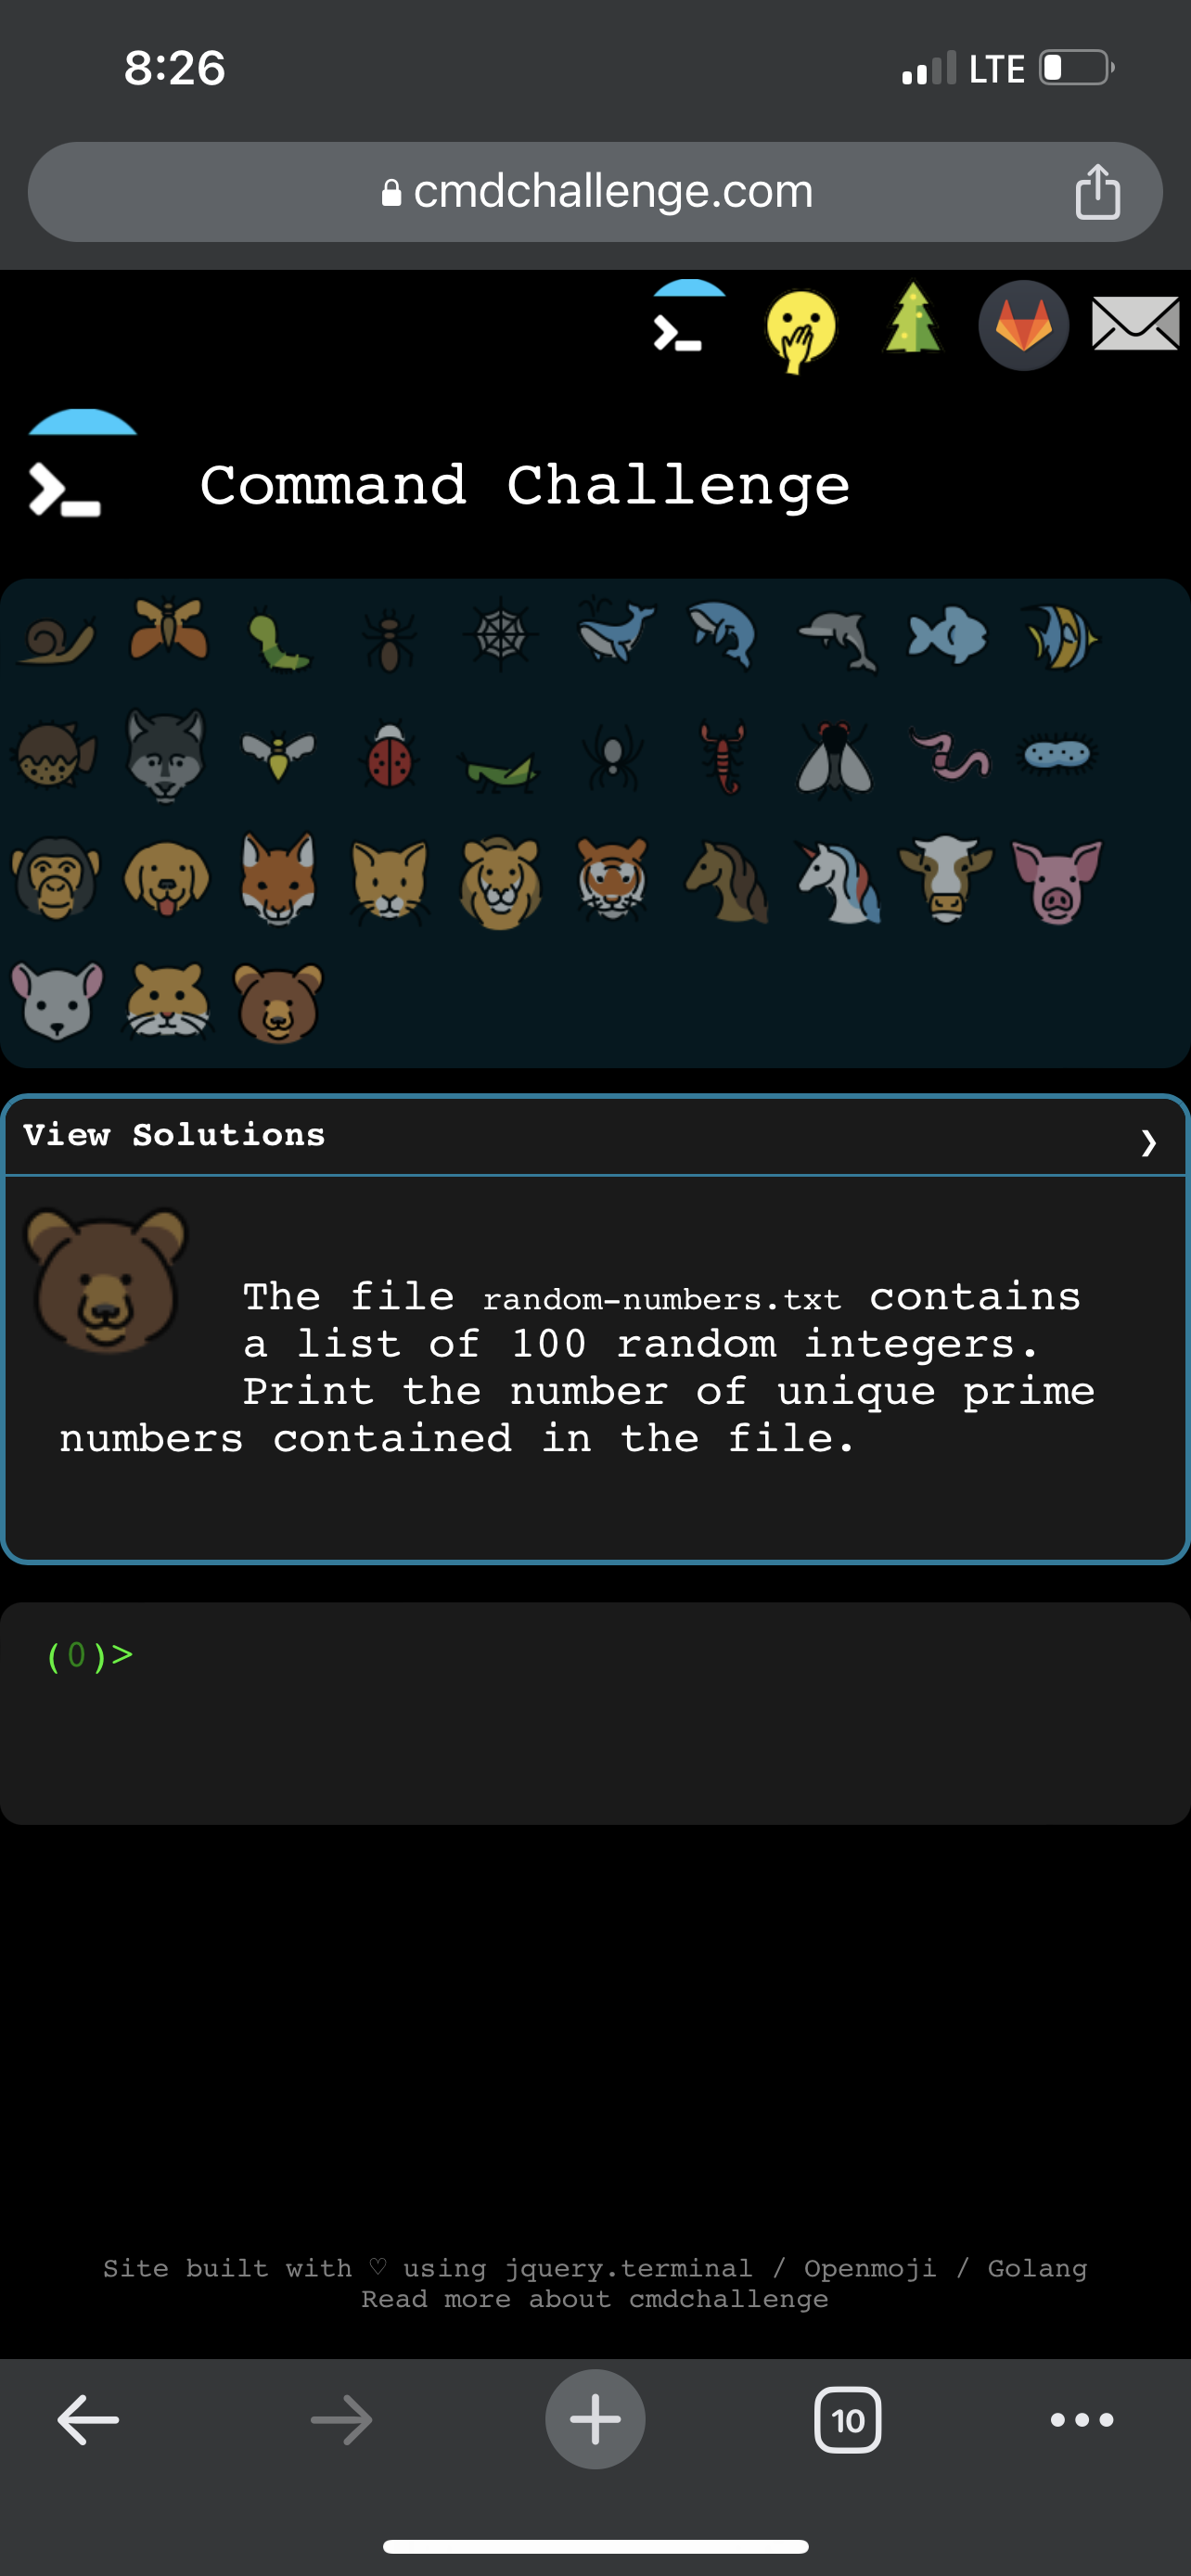 8:26
LTE
cmdchallenge.com
Command Challenge
View Solutions
The file random-numbers.txt contains
a list of 100 random integers.
Print the number of unique prime
numbers contained in the file.
(0)>
Site built with ♡ using jquery.terminal / Openmoji / Golang
Read more about cmdchallenge
10